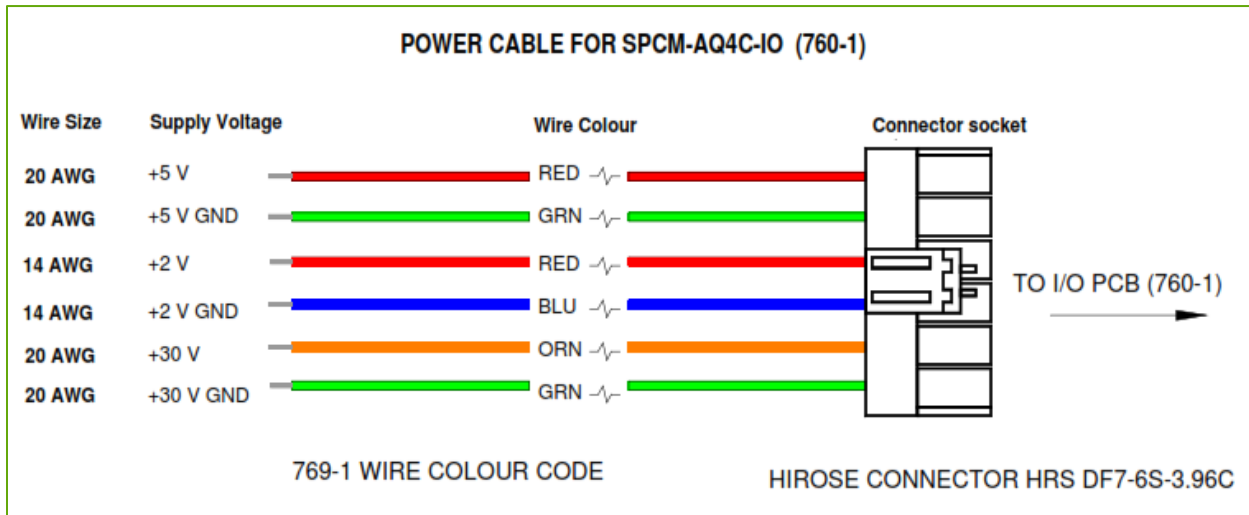 POWER CABLE FOR SPCM-AQ4C-IO (760-1)
Wire Size Supply Voltage Wire Colour Connector socket
20 AWG +5 V RED
20 AWG +5 V GND GRN
14 AWG +2 V RED
TO I/O PCB (760-1)
14 AWG +2 V GND BLU
20 AWG +30 V ORN
20 AWG +30 V GND GRN
769-1 WIRE COLOUR CODE
HIROSE CONNECTOR HRS DF7-6S-3.96C